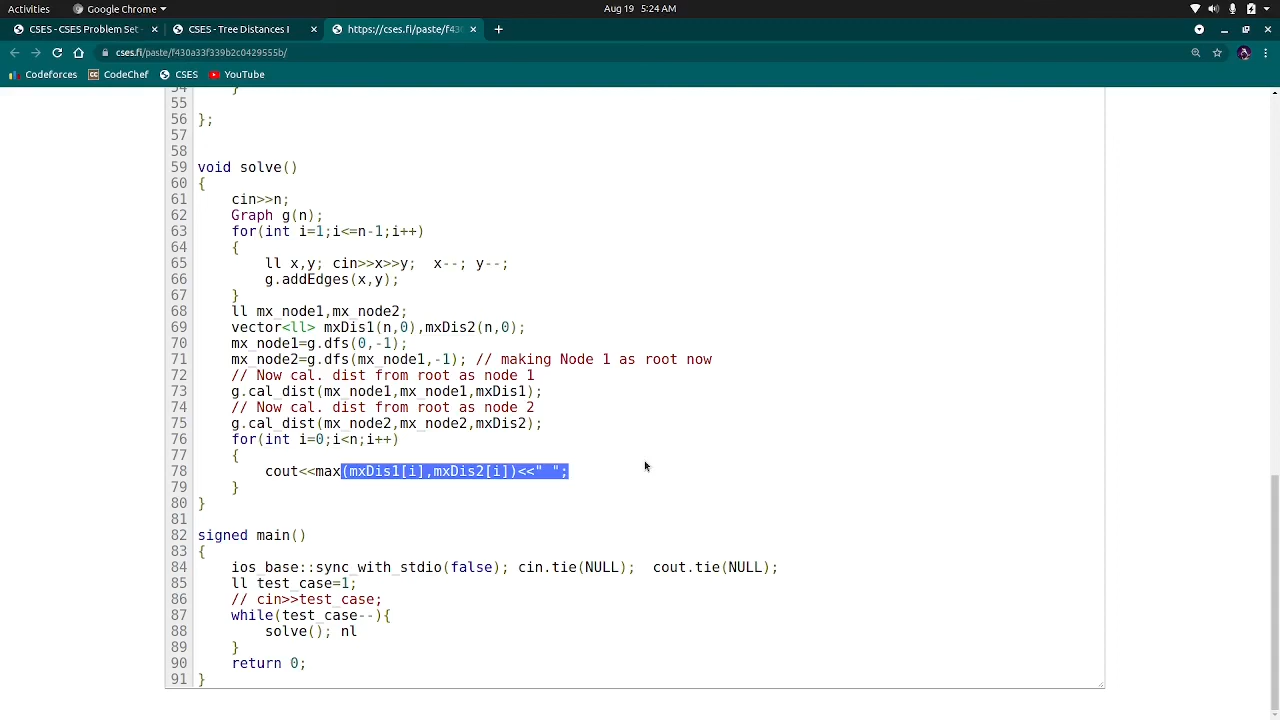 Activities Google Chrome Aug 19 5:24 AM
CSES - CSES Problem Set - CSES - Tree Distances I https://cses.fi/paste/f430
cses.fi/paste/f430a33f339b2c0429555b/
Codeforces CC CodeChef CSES YouTube
54 }
55
56 };
57
58
59 void solve()
60 {
61 cin>>n;
62 Graph g(n);
63 for(int i=1;i<=n-1;i++)
64 {
65 ll x,y; cin>>x>>y; x--; y--;
66 g.addEdges(x,y);
67 }
68 ll mx_node1,mx_node2;
69 vector<ll> mxDis1(n,0),mxDis2(n,0);
70 mx_node1=g.dfs(0,-1);
71 mx_node2=g.dfs(mx_node1,-1); // making Node 1 as root now
72 // Now cal. dist from root as node 1
73 g.cal_dist(mx_node1,mx_node1,mxDis1);
74 // Now cal. dist from root as node 2
75 g.cal_dist(mx_node2,mx_node2,mxDis2);
76 for(int i=0;i<n;i++)
77 {
78 cout<<max(mxDis1[i],mxDis2[i])<<" ";
79 }
80 }
81
82 signed main()
83 {
84 ios_base::sync_with_stdio(false); cin.tie(NULL); cout.tie(NULL);
85 ll test_case=1;
86 // cin>>test_case;
87 while(test_case--){
88 solve(); nl
89 }
90 return 0;
91 }